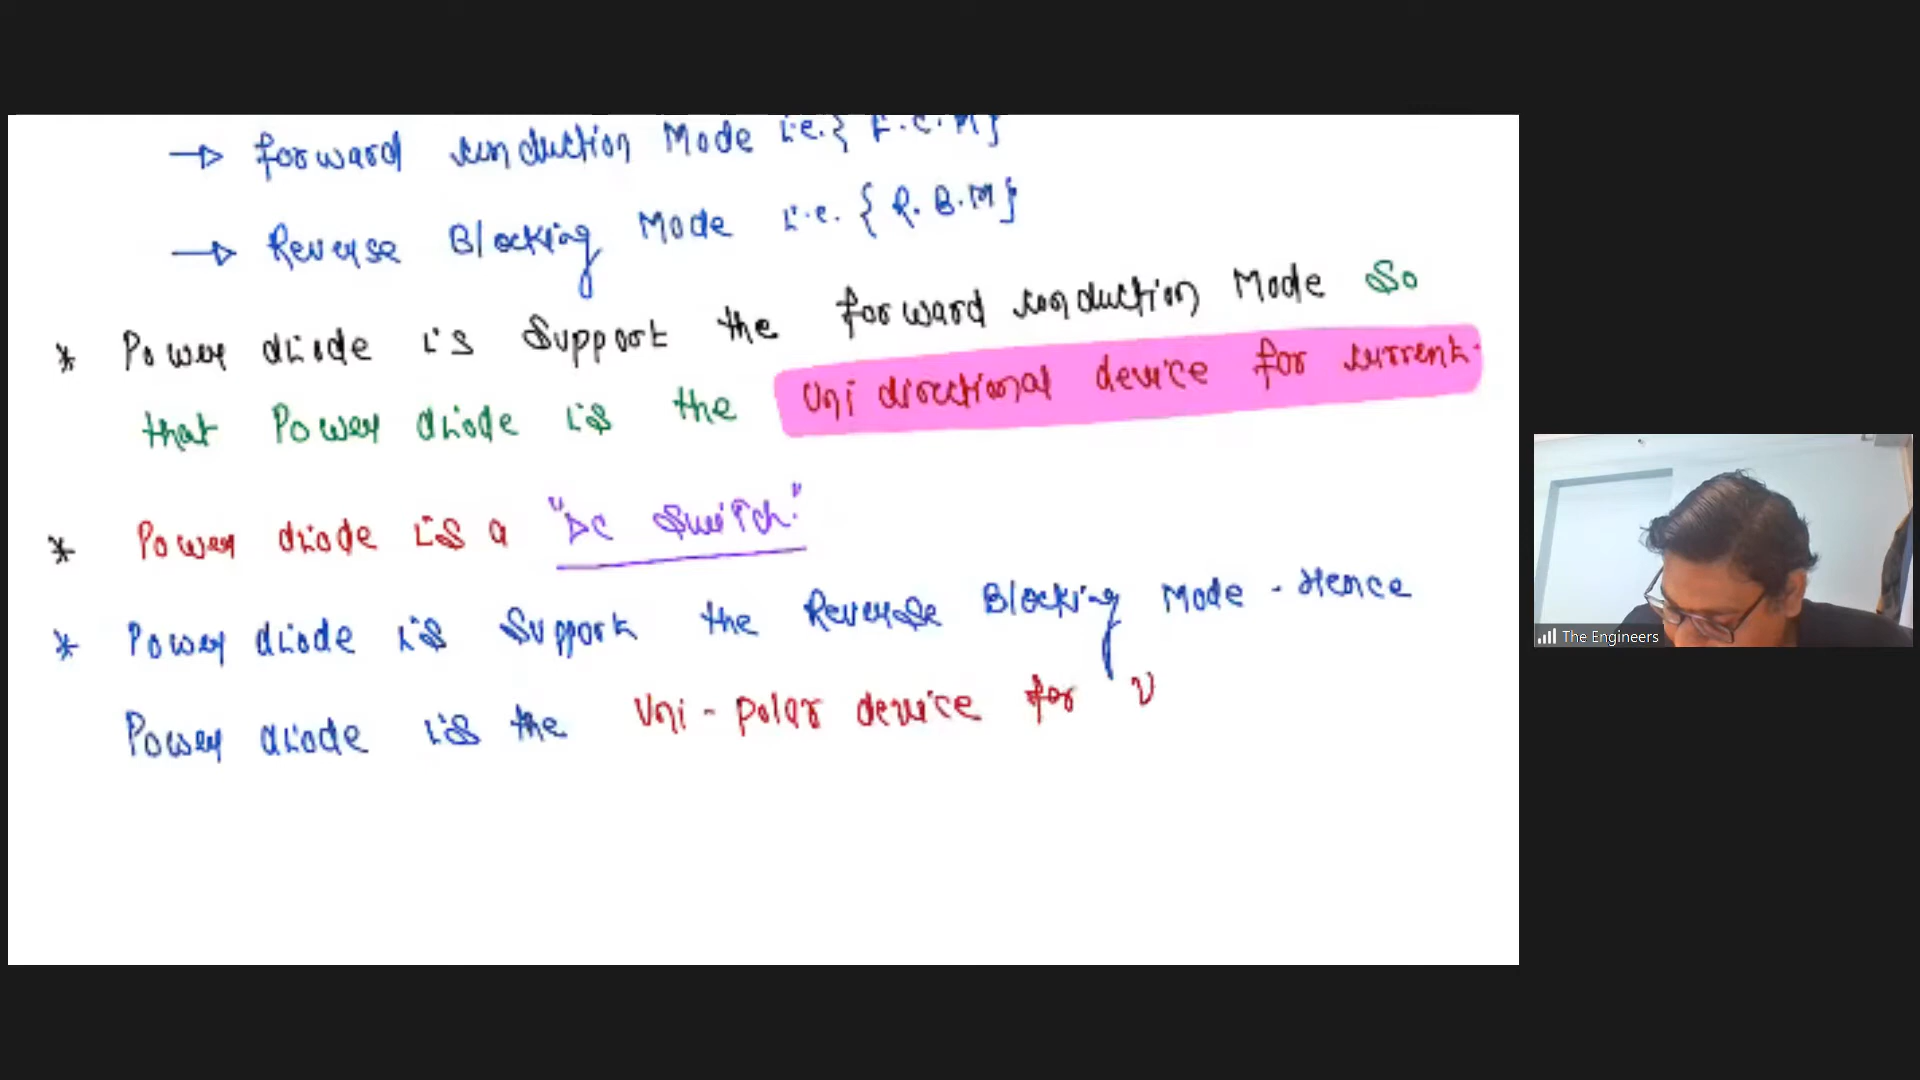 → forward conduction Mode i.e. { F.C.M}
→ Reverse Blocking Mode i.e. { R.B.M}
* Power diode is support the forward conduction Mode So
that Power diode is the Uni directional device for current.
* Power diode is a "DC Switch."
* Power diode is support the Reverse Blocking Mode - Hence
Power diode is the Uni - polar device for v
The Engineers